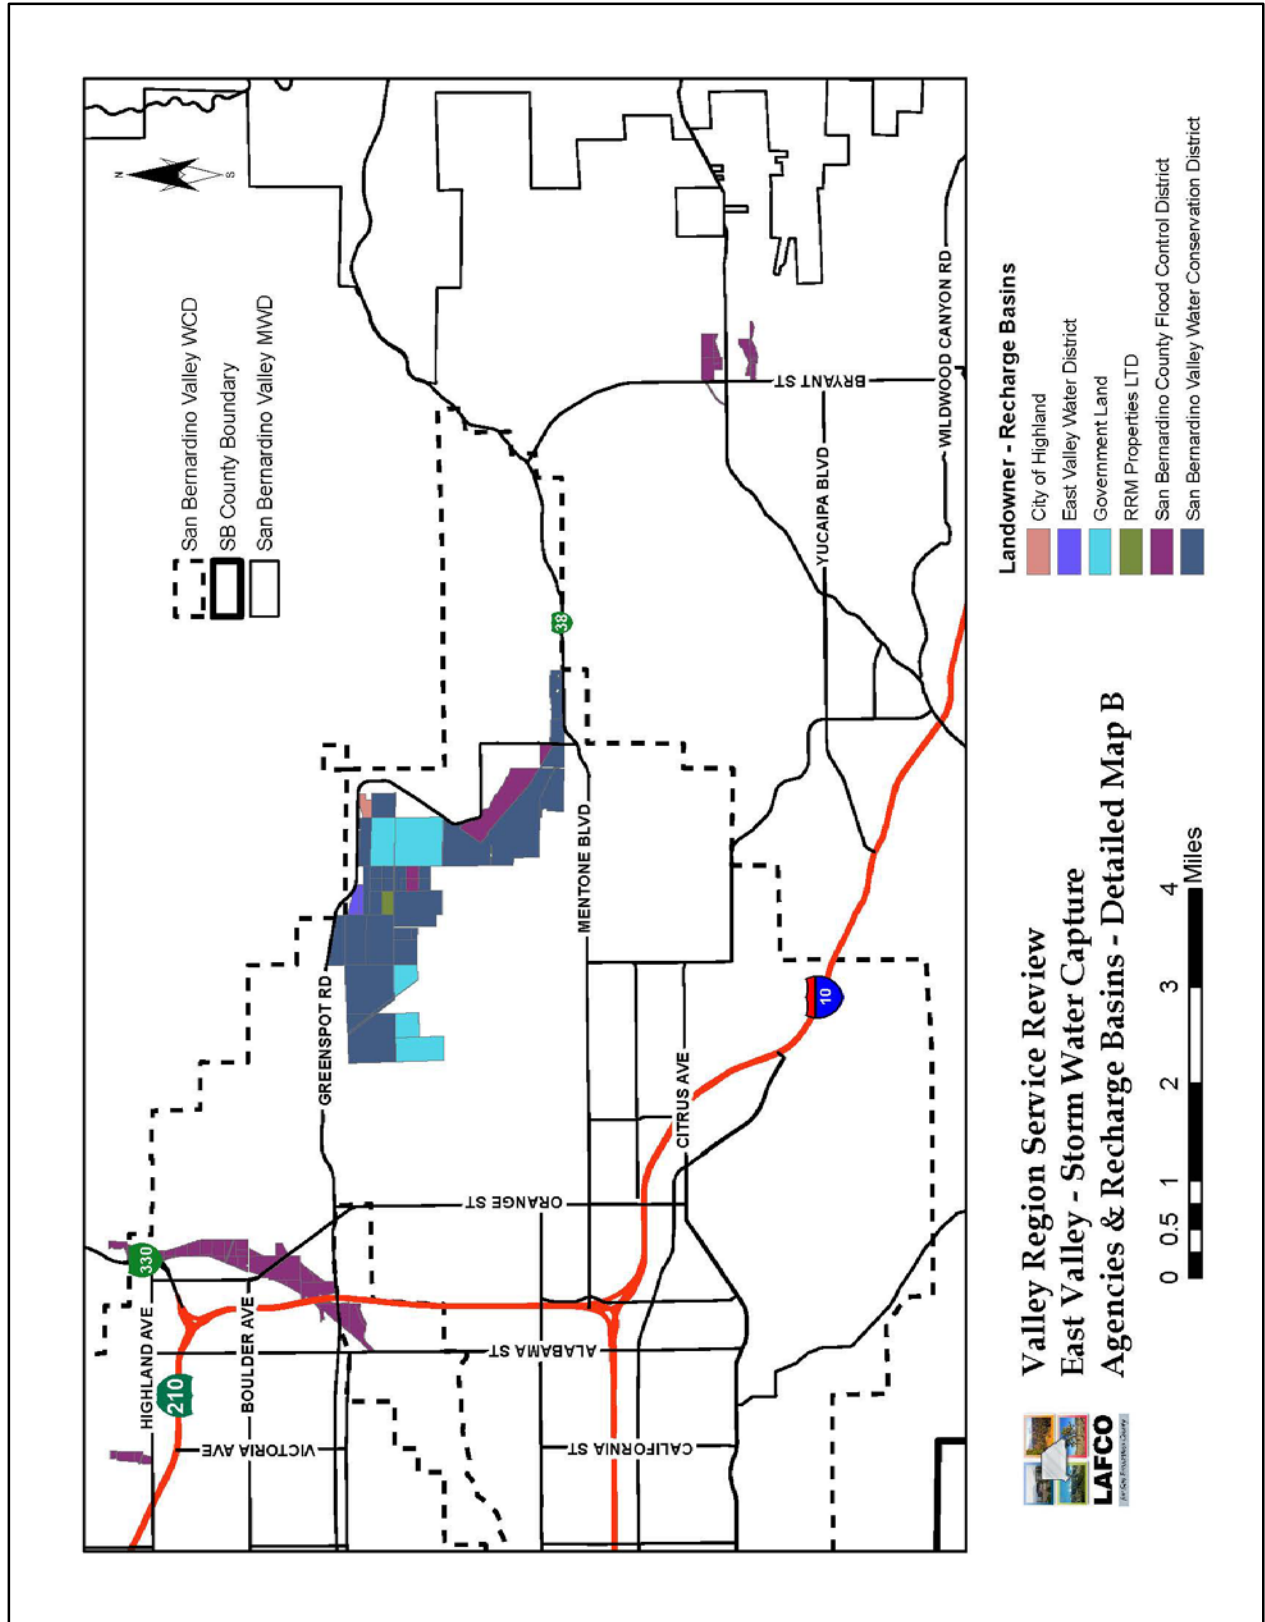 N
S
San Bernardino Valley WCD
SB County Boundary
San Bernardino Valley MWD
330
210
38
10
HIGHLAND AVE
BOULDER AVE
VICTORIA AVE
GREENSPOT RD
ORANGE ST
ALABAMA ST
CALIFORNIA ST
MENTONE BLVD
CITRUS AVE
YUCAIPA BLVD
BRYANT ST
WILDWOOD CANYON RD
Landowner - Recharge Basins
City of Highland
East Valley Water District
Government Land
RRM Properties LTD
San Bernardino County Flood Control District
San Bernardino Valley Water Conservation District
LAFCO
for San Bernardino County
Valley Region Service Review
East Valley - Storm Water Capture
Agencies & Recharge Basins - Detailed Map B
0 0.5 1 2 3 4
Miles